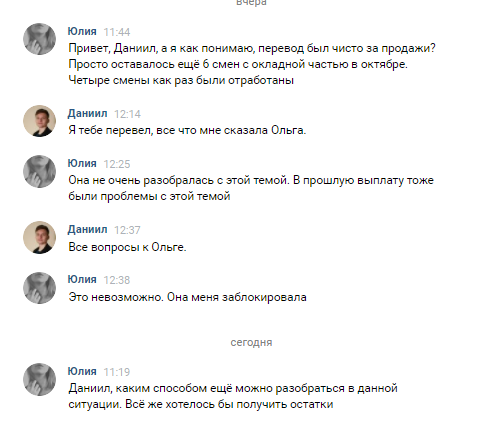 вчера
Юлия 11:44
Привет, Даниил, а я как понимаю, перевод был чисто за продажи?
Просто оставалось ещё 6 смен с окладной частью в октябре.
Четыре смены как раз были отработаны
Даниил 12:14
Я тебе перевел, все что мне сказала Ольга.
Юлия 12:25
Она не очень разобралась с этой темой. В прошлую выплату тоже
были проблемы с этой темой
Даниил 12:37
Все вопросы к Ольге.
Юлия 12:38
Это невозможно. Она меня заблокировала
сегодня
Юлия 11:19
Даниил, каким способом ещё можно разобраться в данной
ситуации. Всё же хотелось бы получить остатки